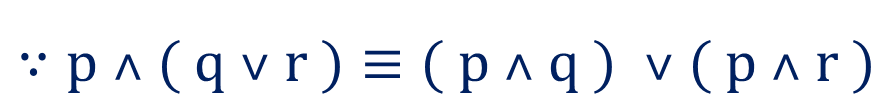 ∵ p ∧ ( q ∨ r ) ≡ ( p ∧ q ) ∨ ( p ∧ r )